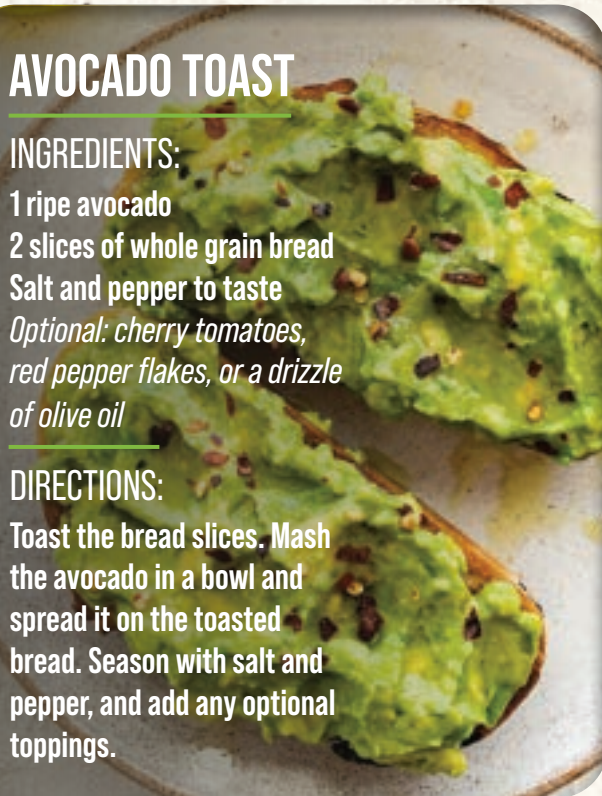 AVOCADO TOAST
INGREDIENTS:
1 ripe avocado
2 slices of whole grain bread
Salt and pepper to taste
Optional: cherry tomatoes,
red pepper flakes, or a drizzle
of olive oil
DIRECTIONS:
Toast the bread slices. Mash
the avocado in a bowl and
spread it on the toasted
bread. Season with salt and
pepper, and add any optional
toppings.